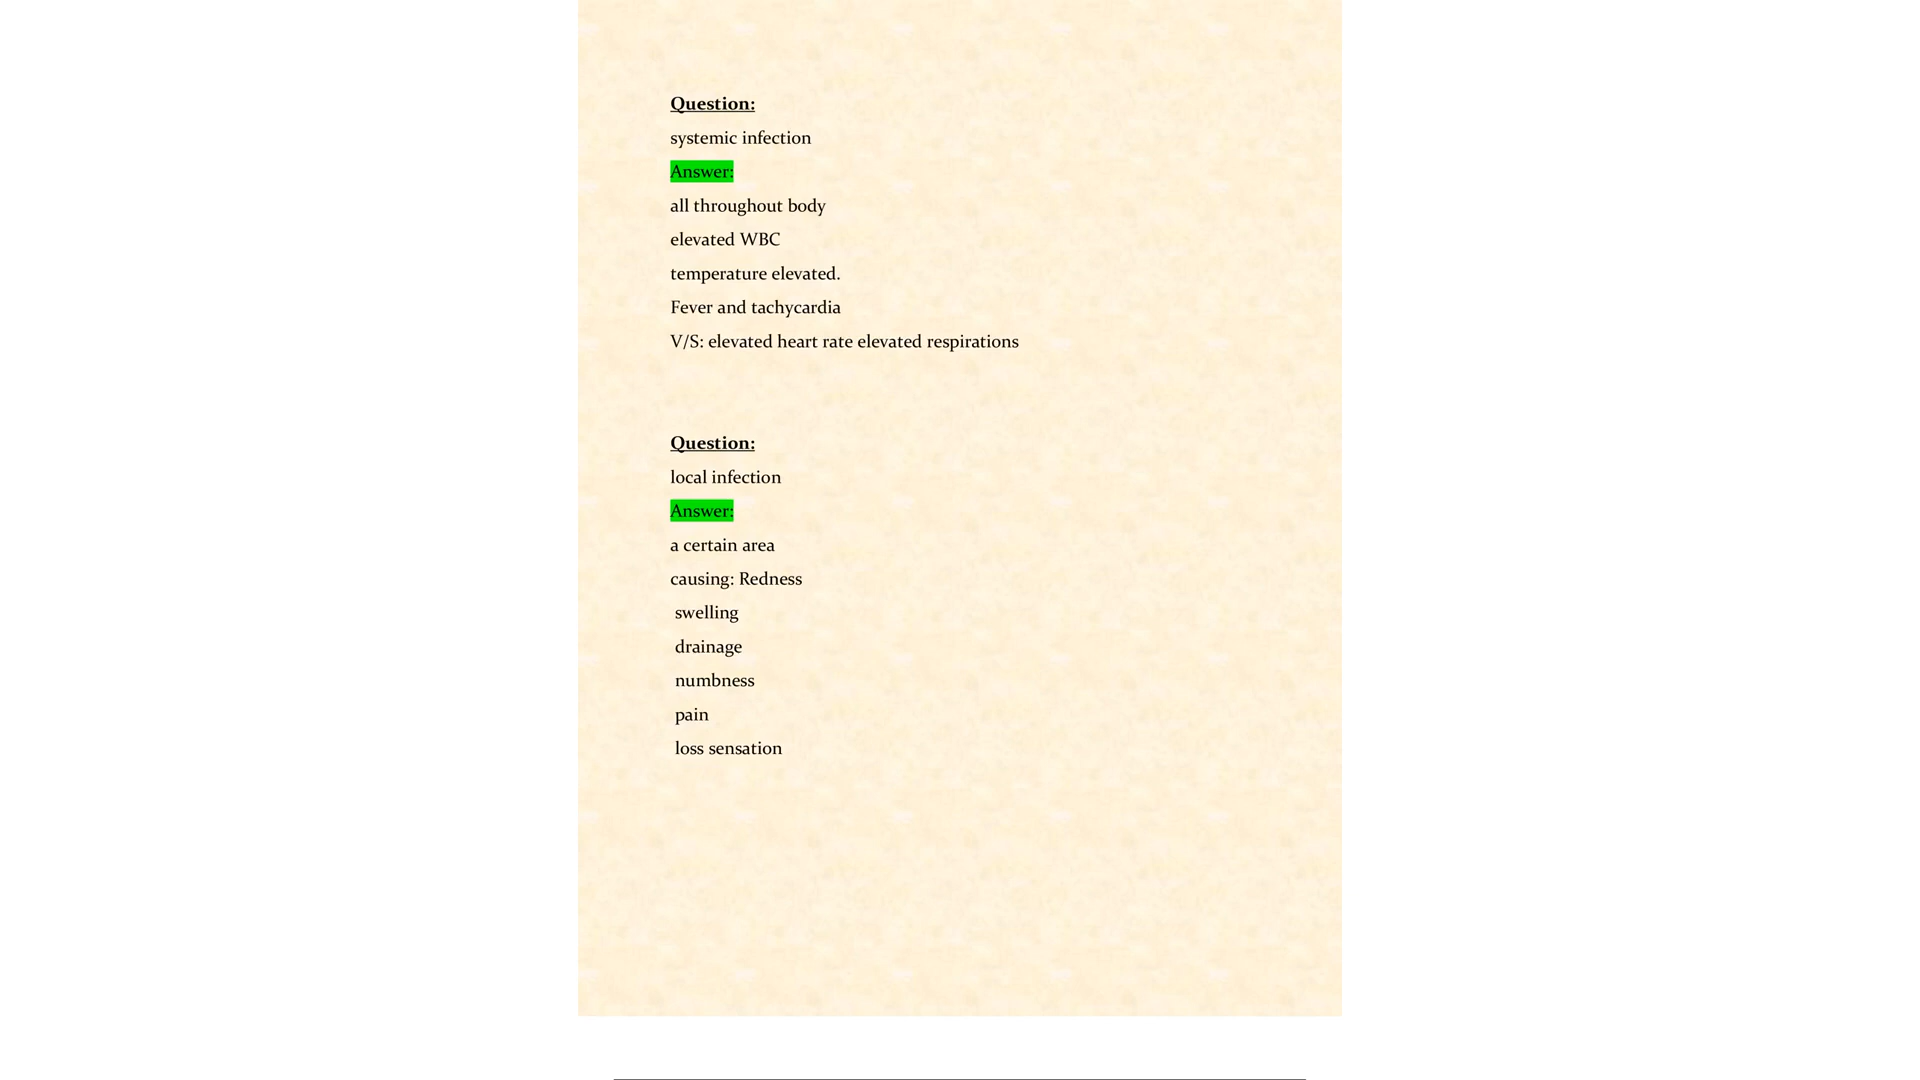 Question:
systemic infection
Answer:
all throughout body
elevated WBC
temperature elevated.
Fever and tachycardia
V/S: elevated heart rate elevated respirations
Question:
local infection
Answer:
a certain area
causing: Redness
swelling
drainage
numbness
pain
loss sensation